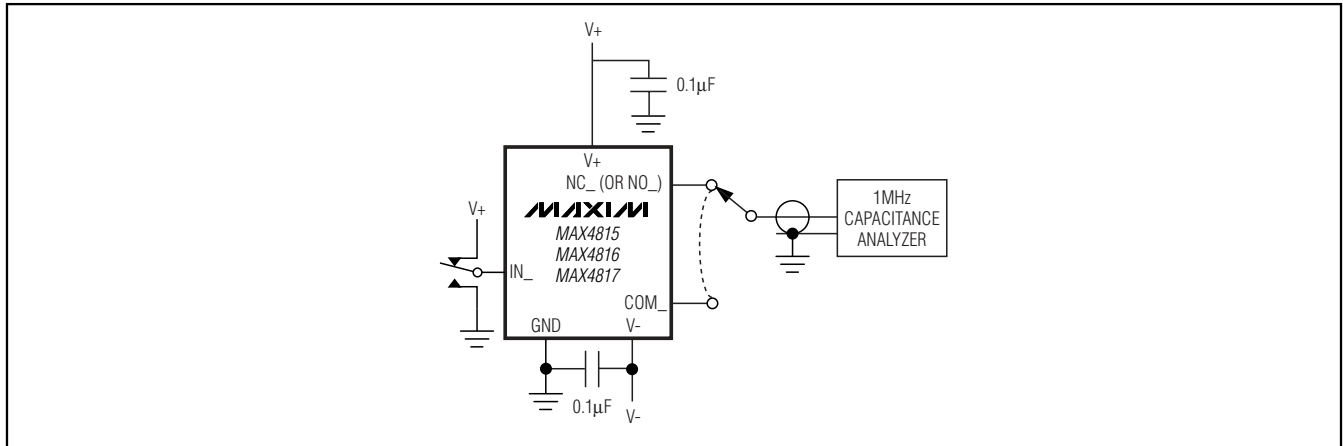 V+
0.1µF
V+
NC_ (OR NO_)
MAXIM
MAX4815
MAX4816
MAX4817
V+
IN_
COM_
GND
V-
0.1µF
V-
1MHz
CAPACITANCE
ANALYZER